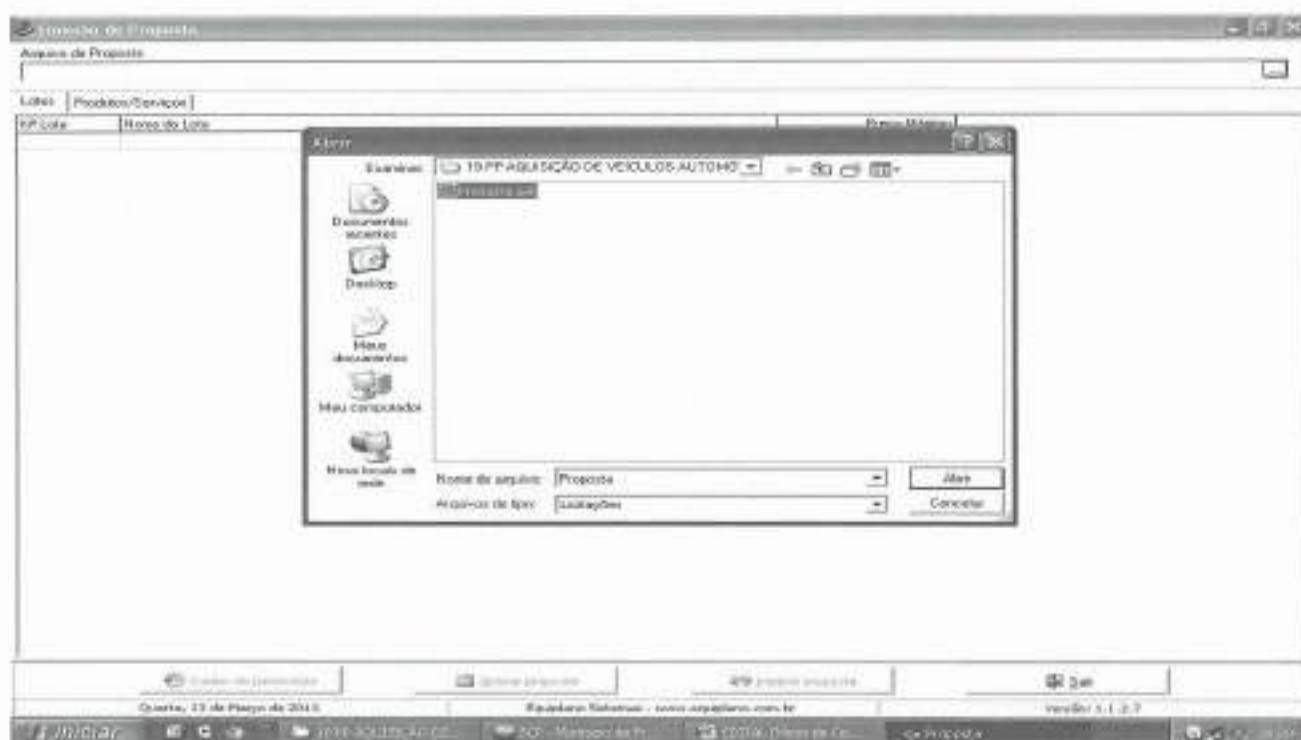 Emissão de Proposta
Arquivo de Proposta
Lotes
Produtos/Serviços
Nº Lote
Nome do Lote
Preço Máximo
Abrir
Examinar:
19 PP AQUISIÇÃO DE VEICULOS AUTOMO
Documentos recentes
Desktop
Meus documentos
Meu computador
Meus locais de rede
Nome do arquivo:
Proposta
Abrir
Arquivos do tipo:
Licitações
Cancelar
Sair
Quarta, 13 de Março de 2013
Equiplano Sistemas - www.equiplano.com.br
Versão: 1.1.2.7
Iniciar
Proposta